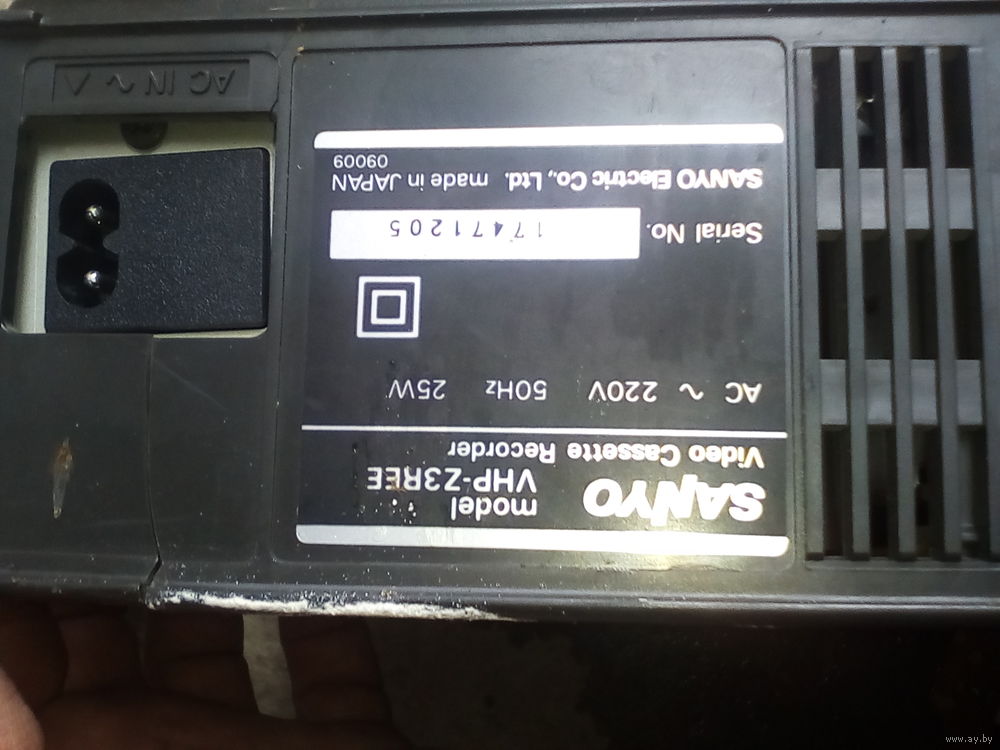 SANYO model
VHP-Z3REE
Video Cassette Recorder
AC ~ 220V 50Hz 25W
Serial No. 17471205
SANYO Electric Co., Ltd. made in JAPAN
09009
AC IN ~
www.ay.by